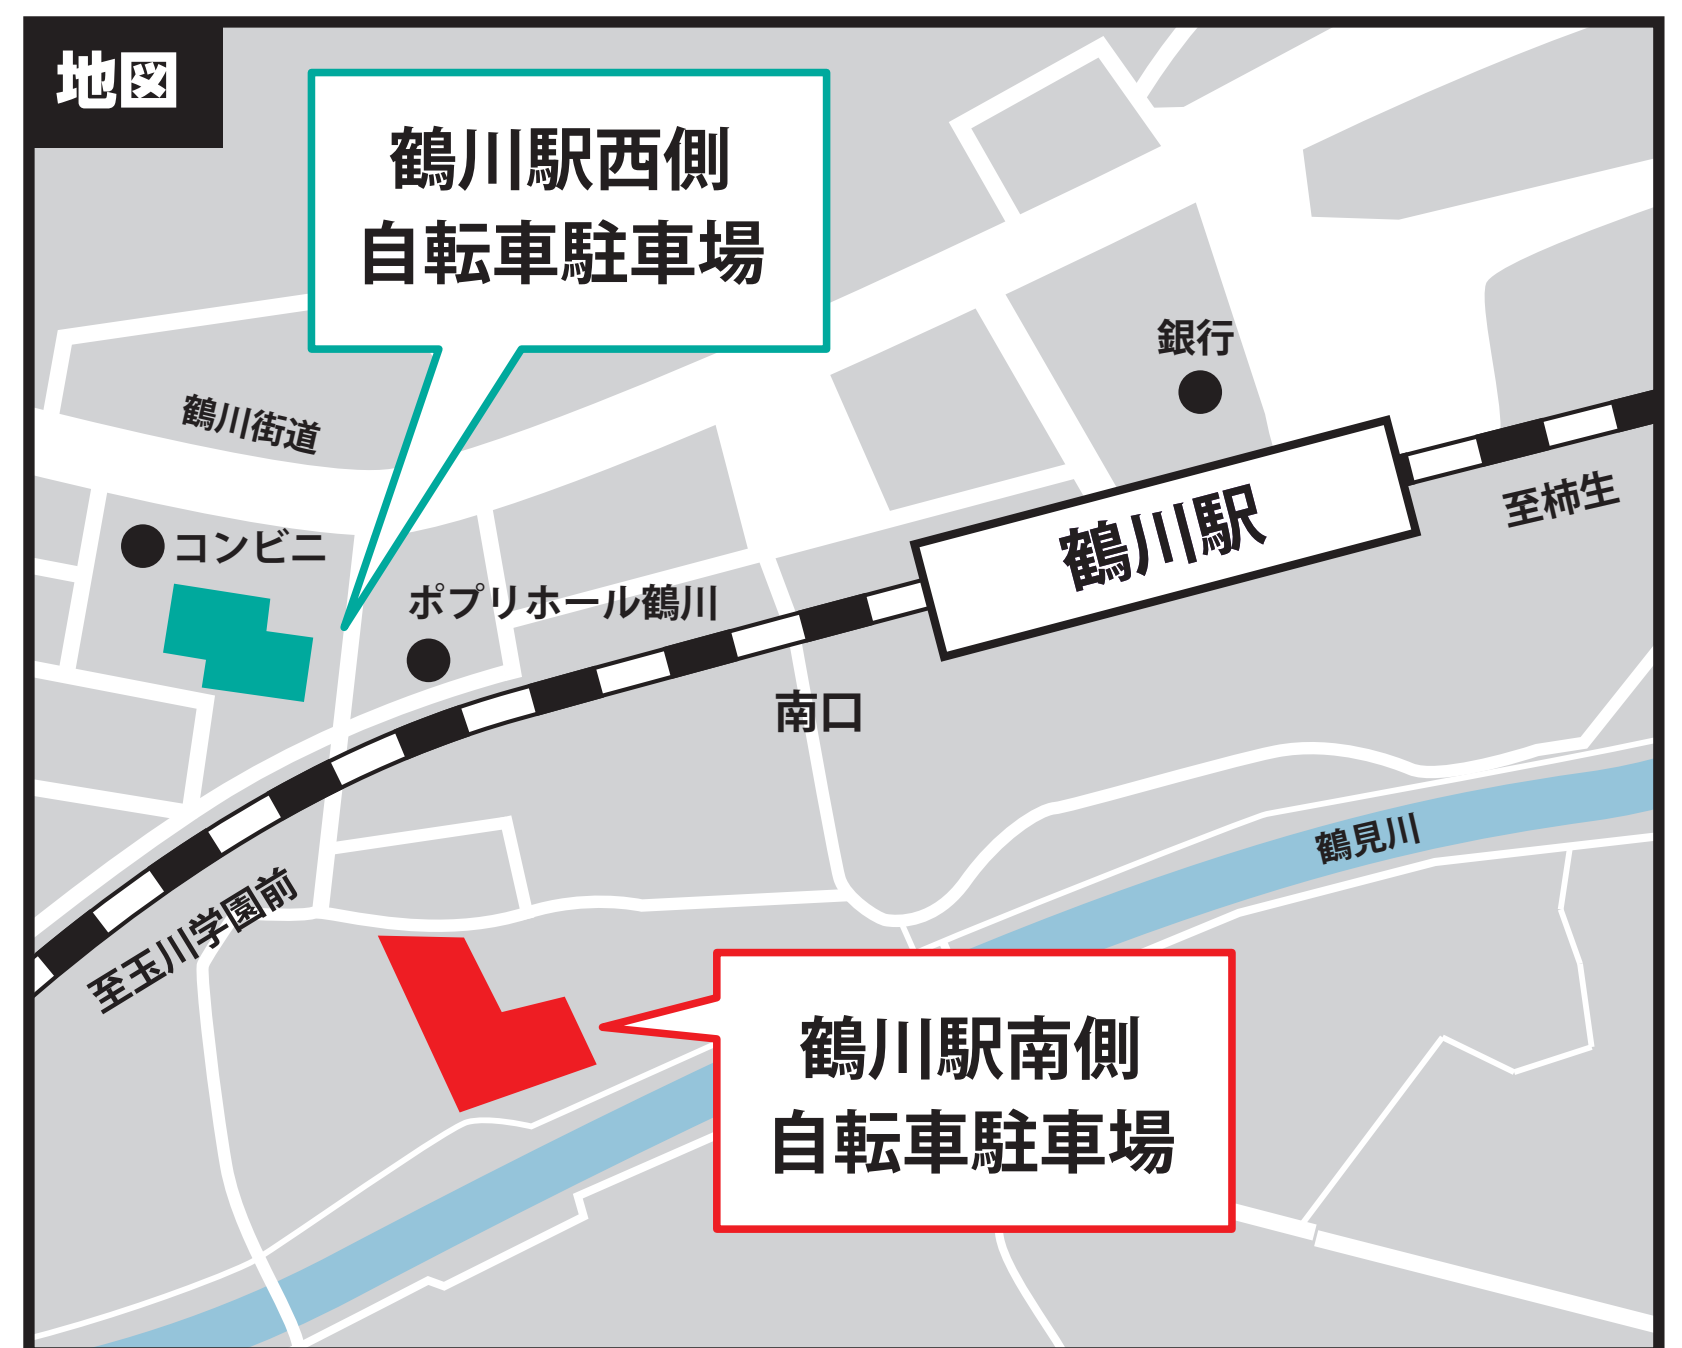 地図
鶴川駅西側
自転車駐車場
銀行
鶴川街道
至柿生
鶴川駅
コンビニ
ポプリホール鶴川
南口
鶴見川
至玉川学園前
鶴川駅南側
自転車駐車場